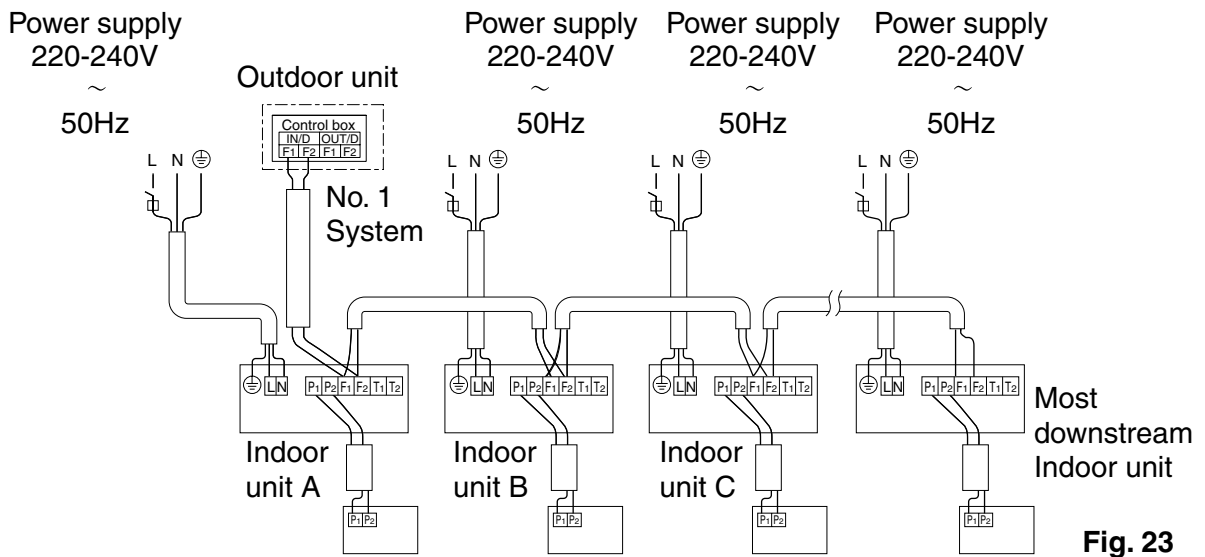 Power supply
220-240V
~
50Hz
Outdoor unit
Control box
IN/D OUT/D
F1 F2 F1 F2
No. 1
System
Power supply
220-240V
~
50Hz
Power supply
220-240V
~
50Hz
Power supply
220-240V
~
50Hz
L N ⏚
L N ⏚
L N ⏚
L N ⏚
⏚ L N P1 P2 F1 F2 T1 T2
⏚ L N P1 P2 F1 F2 T1 T2
⏚ L N P1 P2 F1 F2 T1 T2
⏚ L N P1 P2 F1 F2 T1 T2
Indoor
unit A
Indoor
unit B
Indoor
unit C
Most
downstream
Indoor unit
P1 P2
P1 P2
P1 P2
P1 P2
Fig. 23